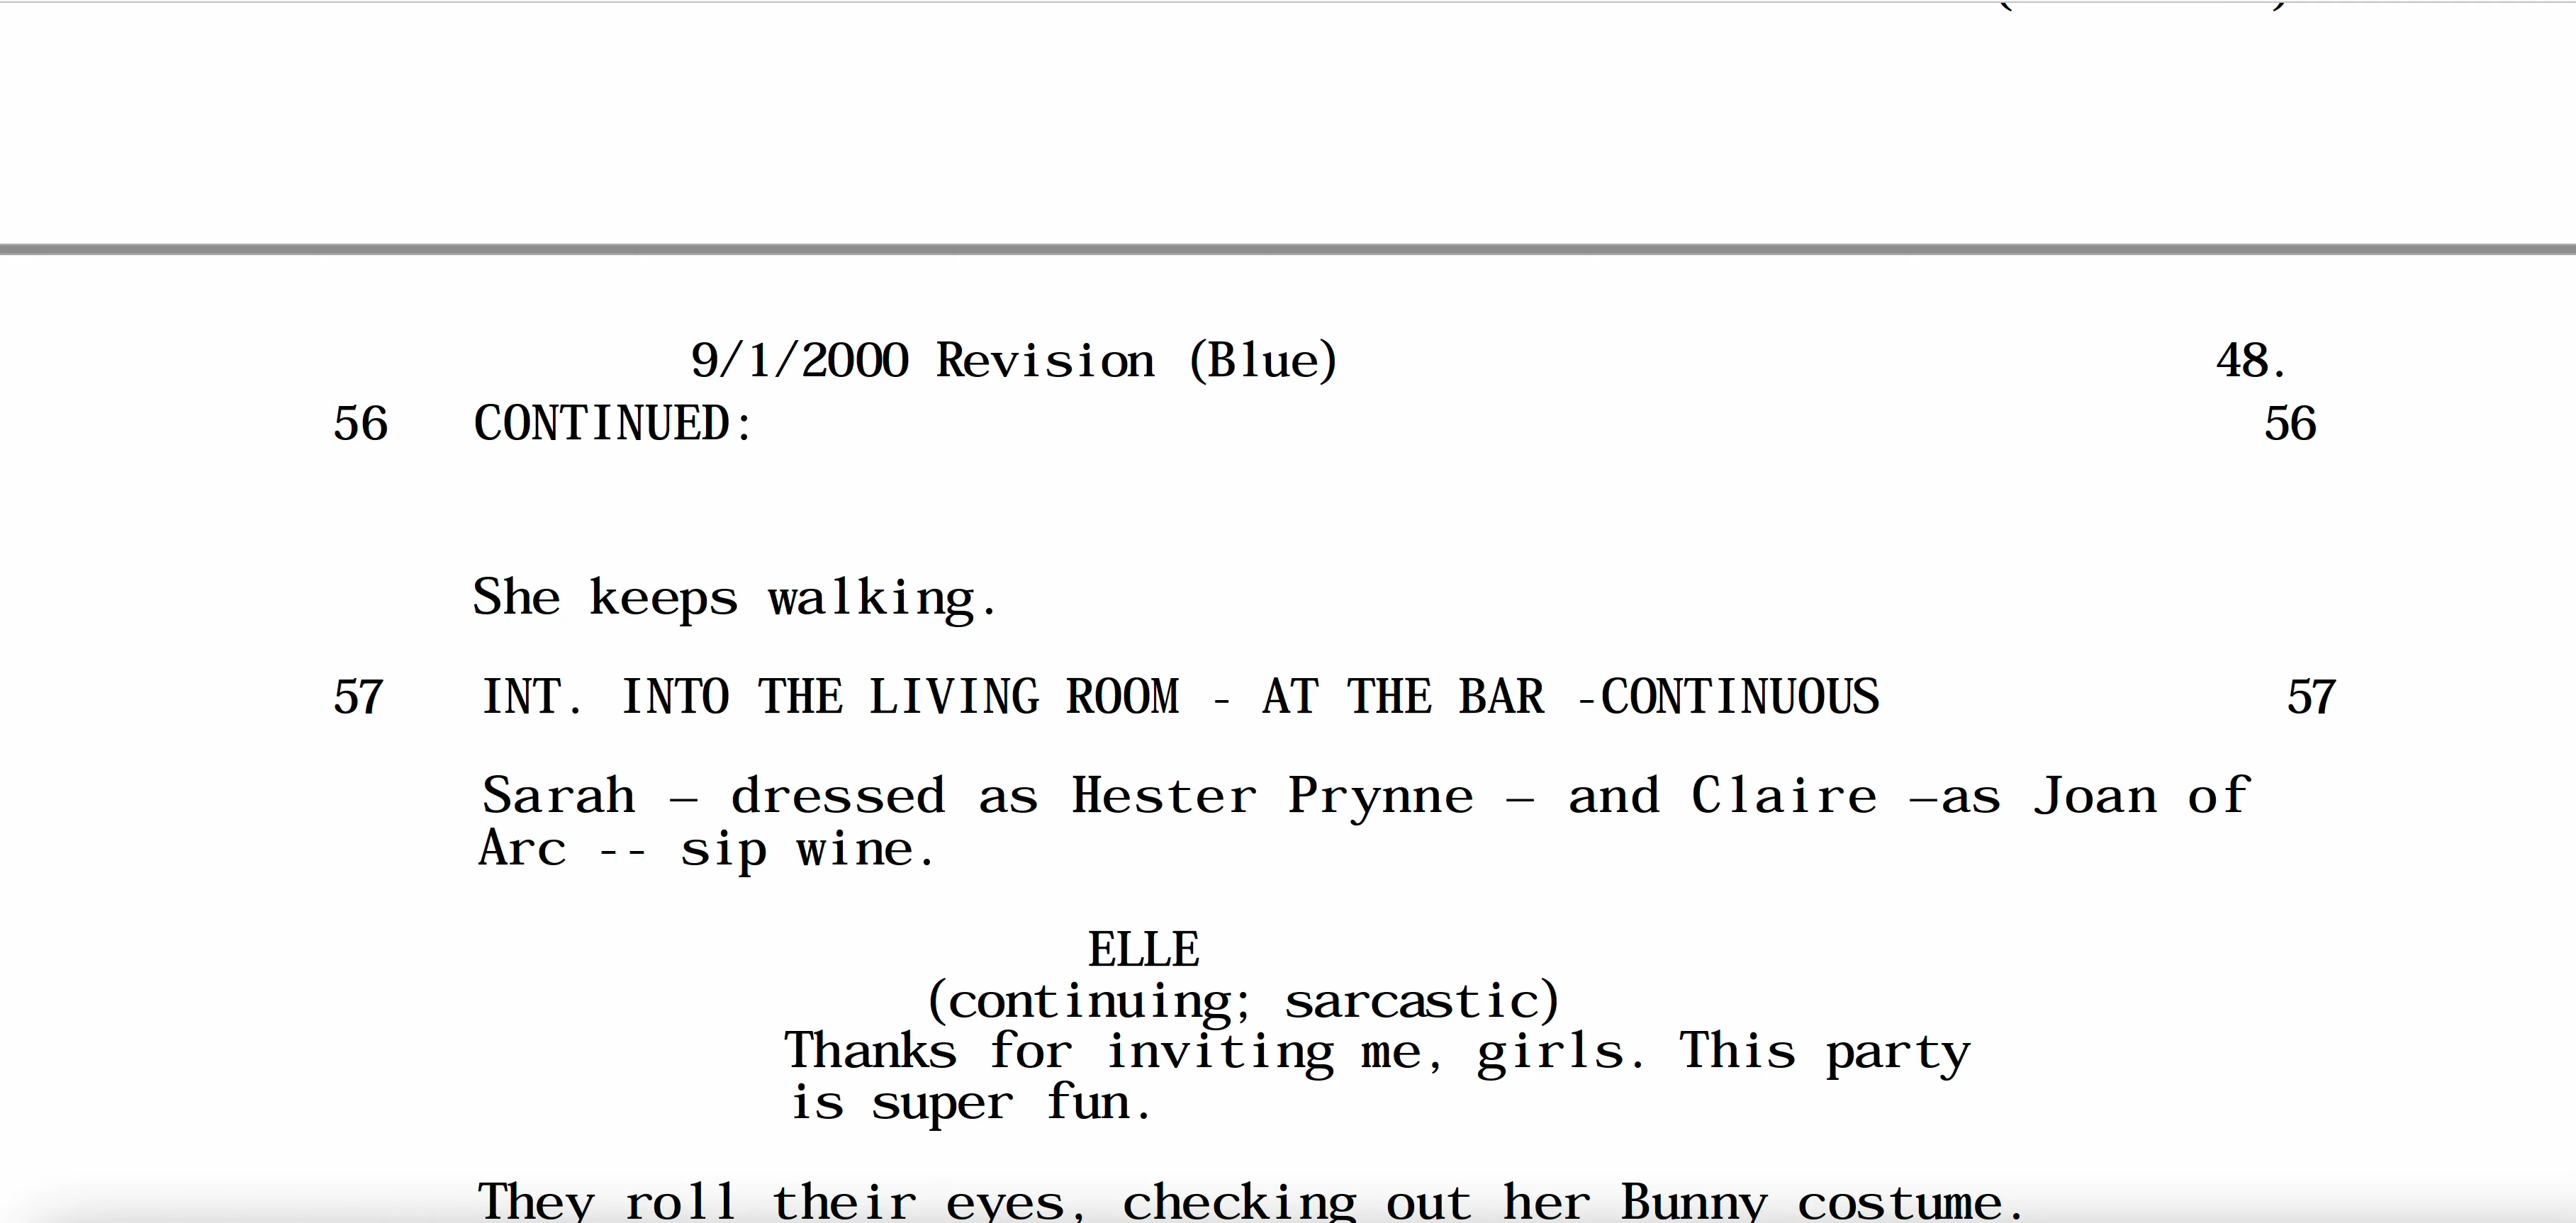 9/1/2000 Revision (Blue) 48.
56 CONTINUED: 56
She keeps walking.
57 INT. INTO THE LIVING ROOM - AT THE BAR -CONTINUOUS 57
Sarah – dressed as Hester Prynne – and Claire –as Joan of
Arc -- sip wine.
ELLE
(continuing; sarcastic)
Thanks for inviting me, girls. This party
is super fun.
They roll their eyes, checking out her Bunny costume.